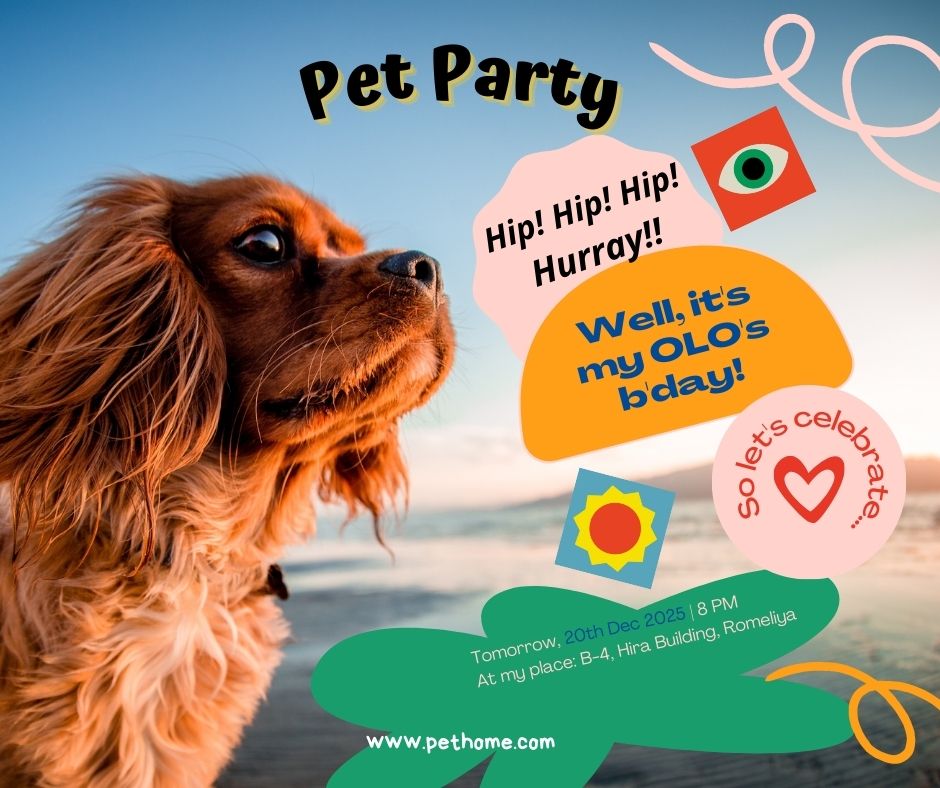 Pet Party
Hip! Hip! Hip!
Hurray!!
Well, it's
my OLO's
b'day!
So let's celebrate...
Tomorrow, 20th Dec 2025 | 8 PM
At my place: B-4, Hira Building, Romeliya
www.pethome.com